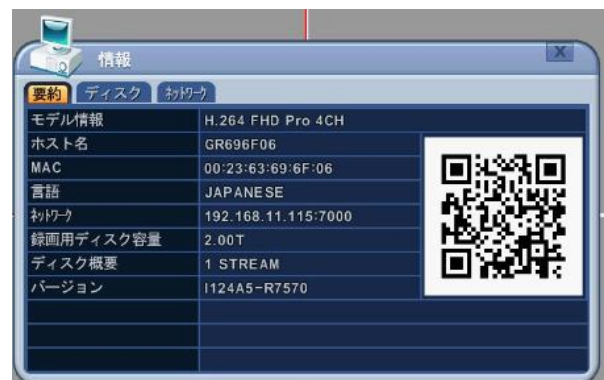 情報
X
要約 ディスク ネットワーク
モデル情報 H.264 FHD Pro 4CH
ホスト名 GR696F06
MAC 00:23:63:69:6F:06
言語 JAPANESE
ネットワーク 192.168.11.115:7000
録画用ディスク容量 2.00T
ディスク概要 1 STREAM
バージョン I124A5-R7570